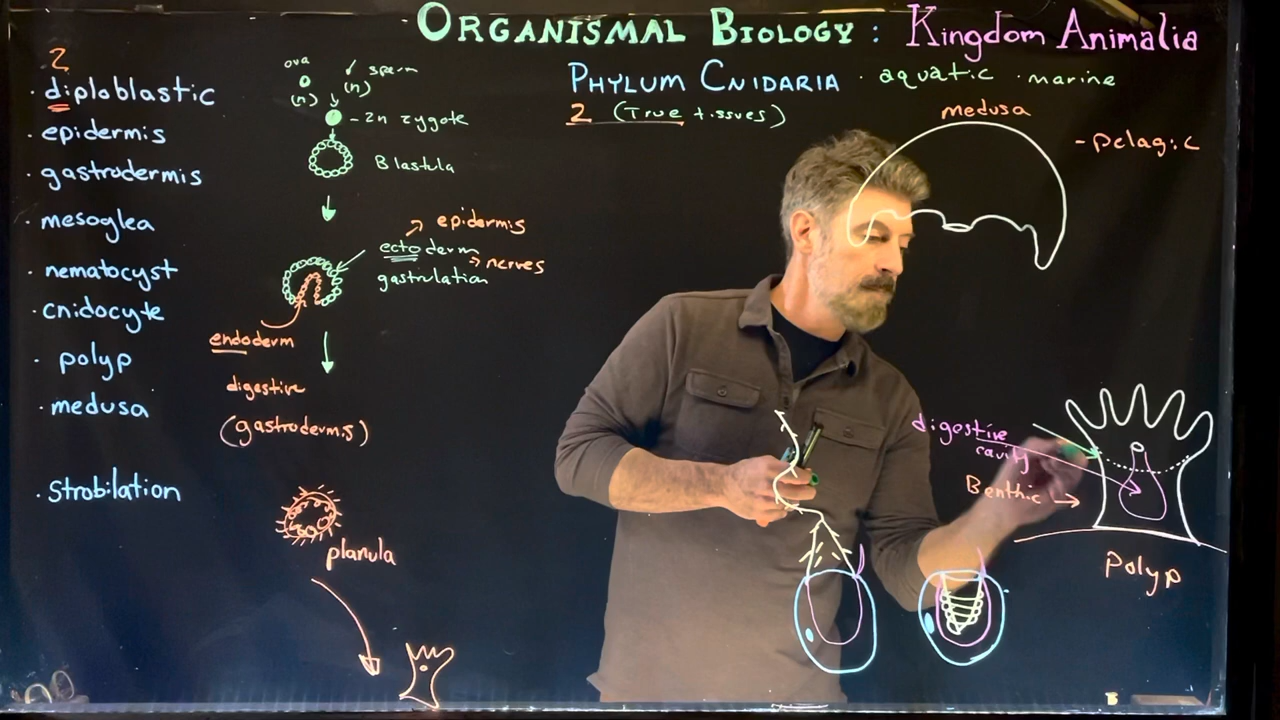 ORGANISMAL BIOLOGY : Kingdom Animalia
PHYLUM CNIDARIA · aquatic · marine
2 (True tissues)
2
· diploblastic
· epidermis
· gastrodermis
· mesoglea
· nematocyst
· cnidocyte
· polyp
· medusa
· Strobilation
ova
(n)
sperm
(n)
- 2n zygote
Blastula
→ epidermis
ectoderm
→ nerves
gastrulation
endoderm
digestive
(gastrodermis)
planula
medusa
- pelagic
digestive
cavity
Benthic →
Polyp